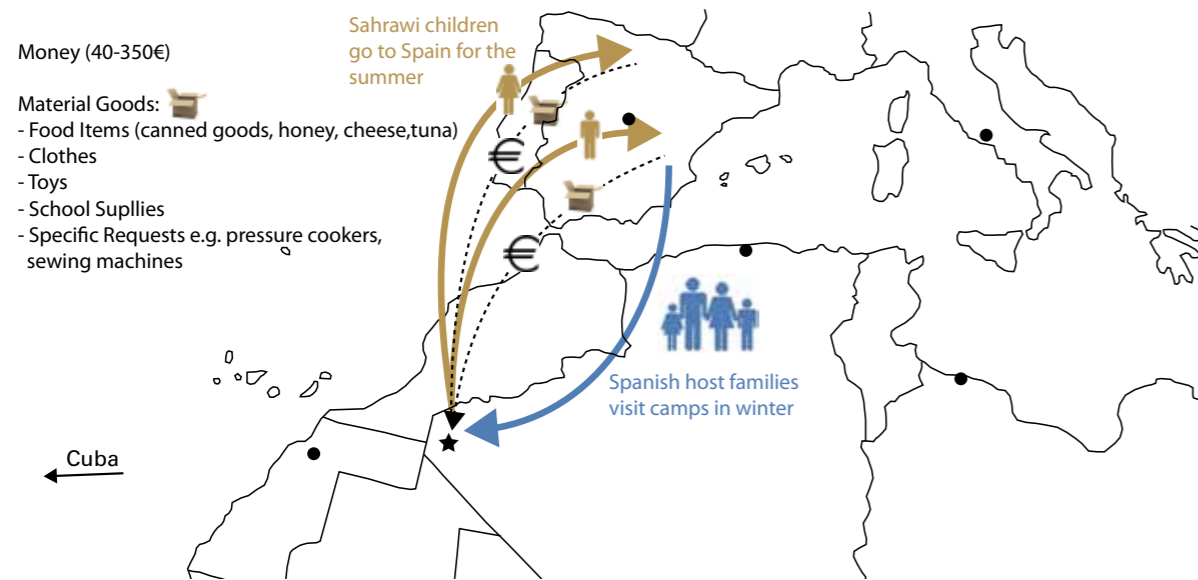 Money (40-350€)
Material Goods:
- Food Items (canned goods, honey, cheese,tuna)
- Clothes
- Toys
- School Supllies
- Specific Requests e.g. pressure cookers,
sewing machines
Sahrawi children
go to Spain for the
summer
€
€
Spanish host families
visit camps in winter
Cuba